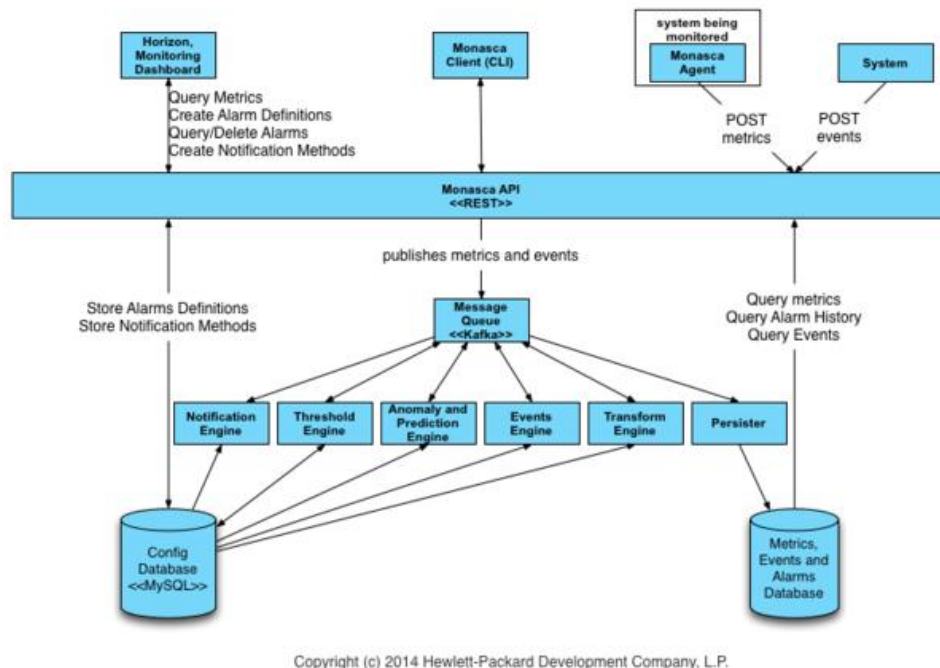 Horizon,
Monitoring
Dashboard
Monasca
Client (CLI)
system being
monitored
Monasca
Agent
System
Query Metrics
Create Alarm Definitions
Query/Delete Alarms
Create Notification Methods
POST
metrics
POST
events
Monasca API
<<REST>>
publishes metrics and events
Store Alarms Definitions
Store Notification Methods
Message
Queue
<<Kafka>>
Query metrics
Query Alarm History
Query Events
Notification
Engine
Threshold
Engine
Anomaly and
Prediction
Engine
Events
Engine
Transform
Engine
Persister
Config
Database
<<MySQL>>
Metrics,
Events and
Alarms
Database
Copyright (c) 2014 Hewlett-Packard Development Company, L.P.